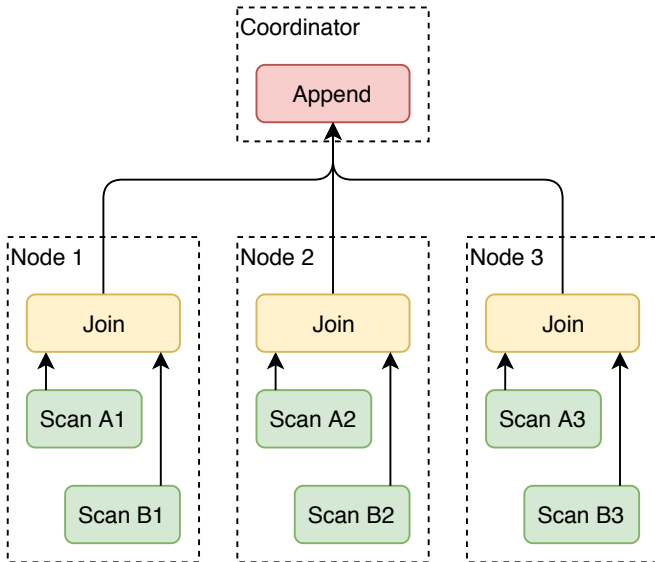 Coordinator
Append
Node 1
Node 2
Node 3
Join
Join
Join
Scan A1
Scan A2
Scan A3
Scan B1
Scan B2
Scan B3